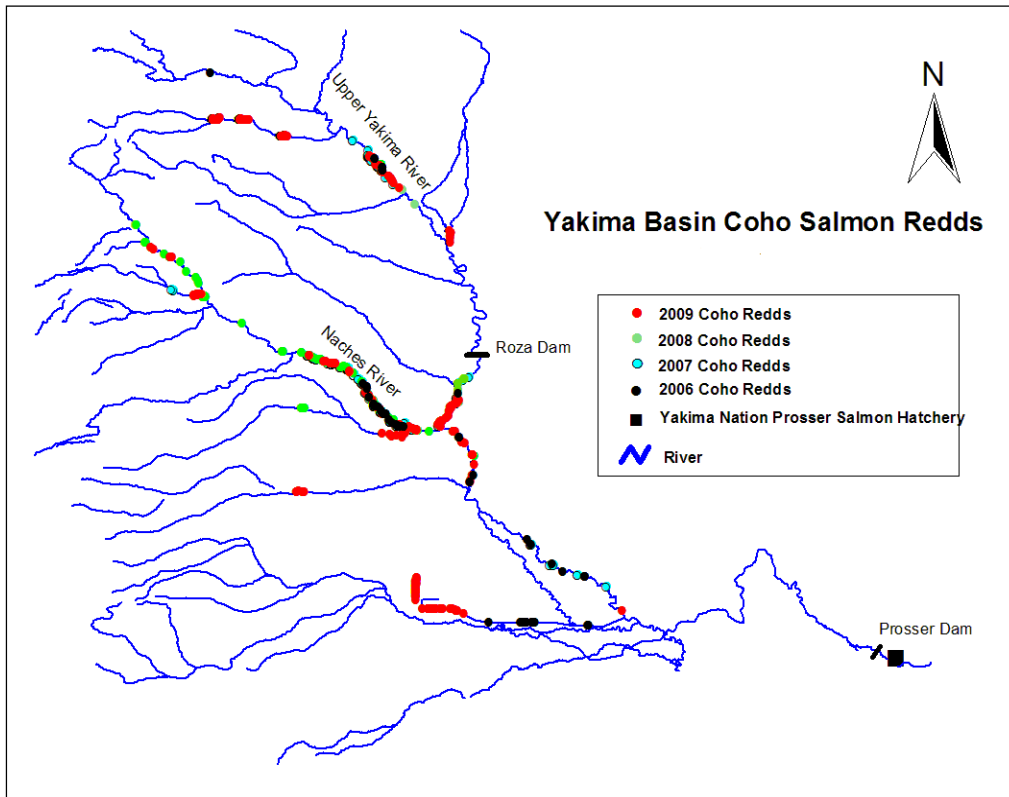 N
Upper Yakima River
Yakima Basin Coho Salmon Redds
2009 Coho Redds
2008 Coho Redds
2007 Coho Redds
2006 Coho Redds
Yakima Nation Prosser Salmon Hatchery
River
Roza Dam
Naches River
Prosser Dam